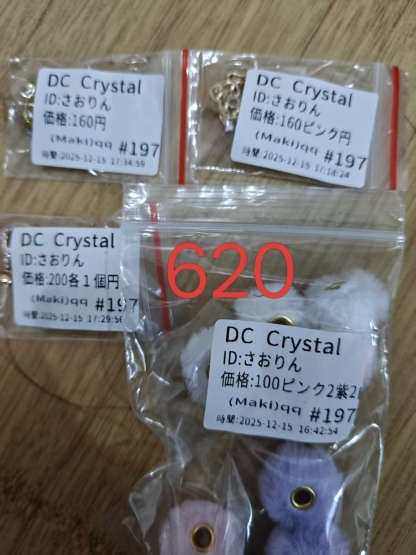 DC Crystal
ID:さおりん
価格:160円
(Maki)qq #197
時間:2025-12-15 17:34:59
DC Crystal
ID:さおりん
価格:160ピンク円
(Maki)qq #197
時間:2025-12-15 17:18:24
DC Crystal
ID:さおりん
価格:200各1個円
(Maki)qq #197
時間:2025-12-15 17:29:56
620
DC Crystal
ID:さおりん
価格:100ピンク2紫2
(Maki)qq #197
時間:2025-12-15 16:42:54